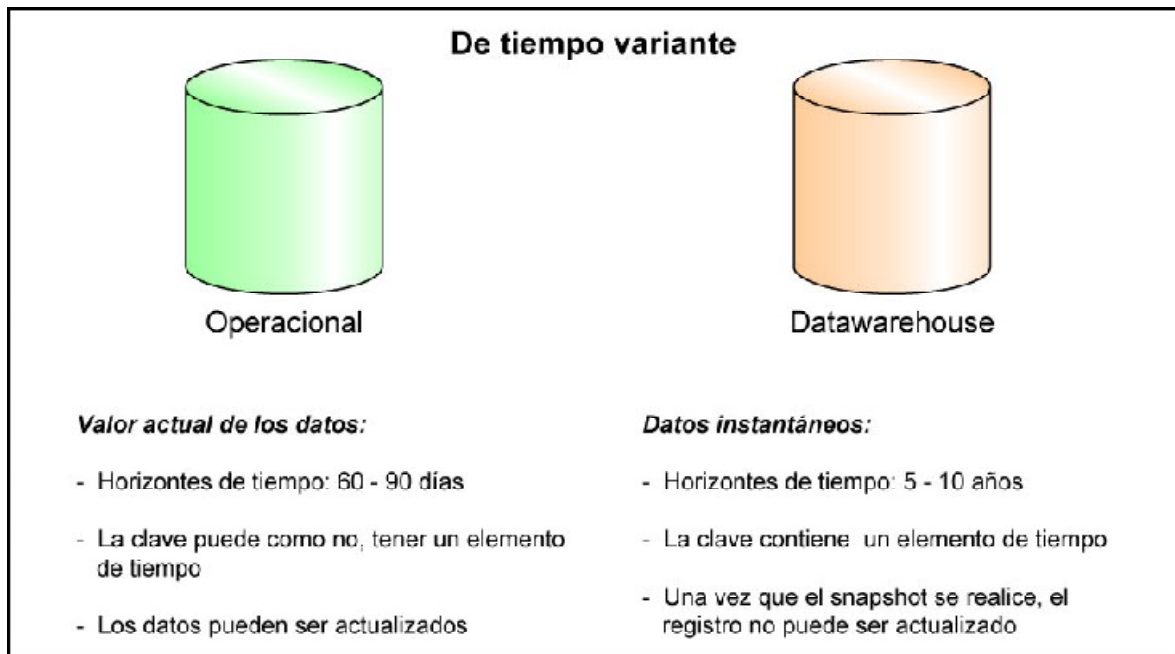 De tiempo variante
Operacional
Datawarehouse
Valor actual de los datos:
- Horizontes de tiempo: 60 - 90 días
- La clave puede como no, tener un elemento
de tiempo
- Los datos pueden ser actualizados
Datos instantáneos:
- Horizontes de tiempo: 5 - 10 años
- La clave contiene un elemento de tiempo
- Una vez que el snapshot se realice, el
registro no puede ser actualizado